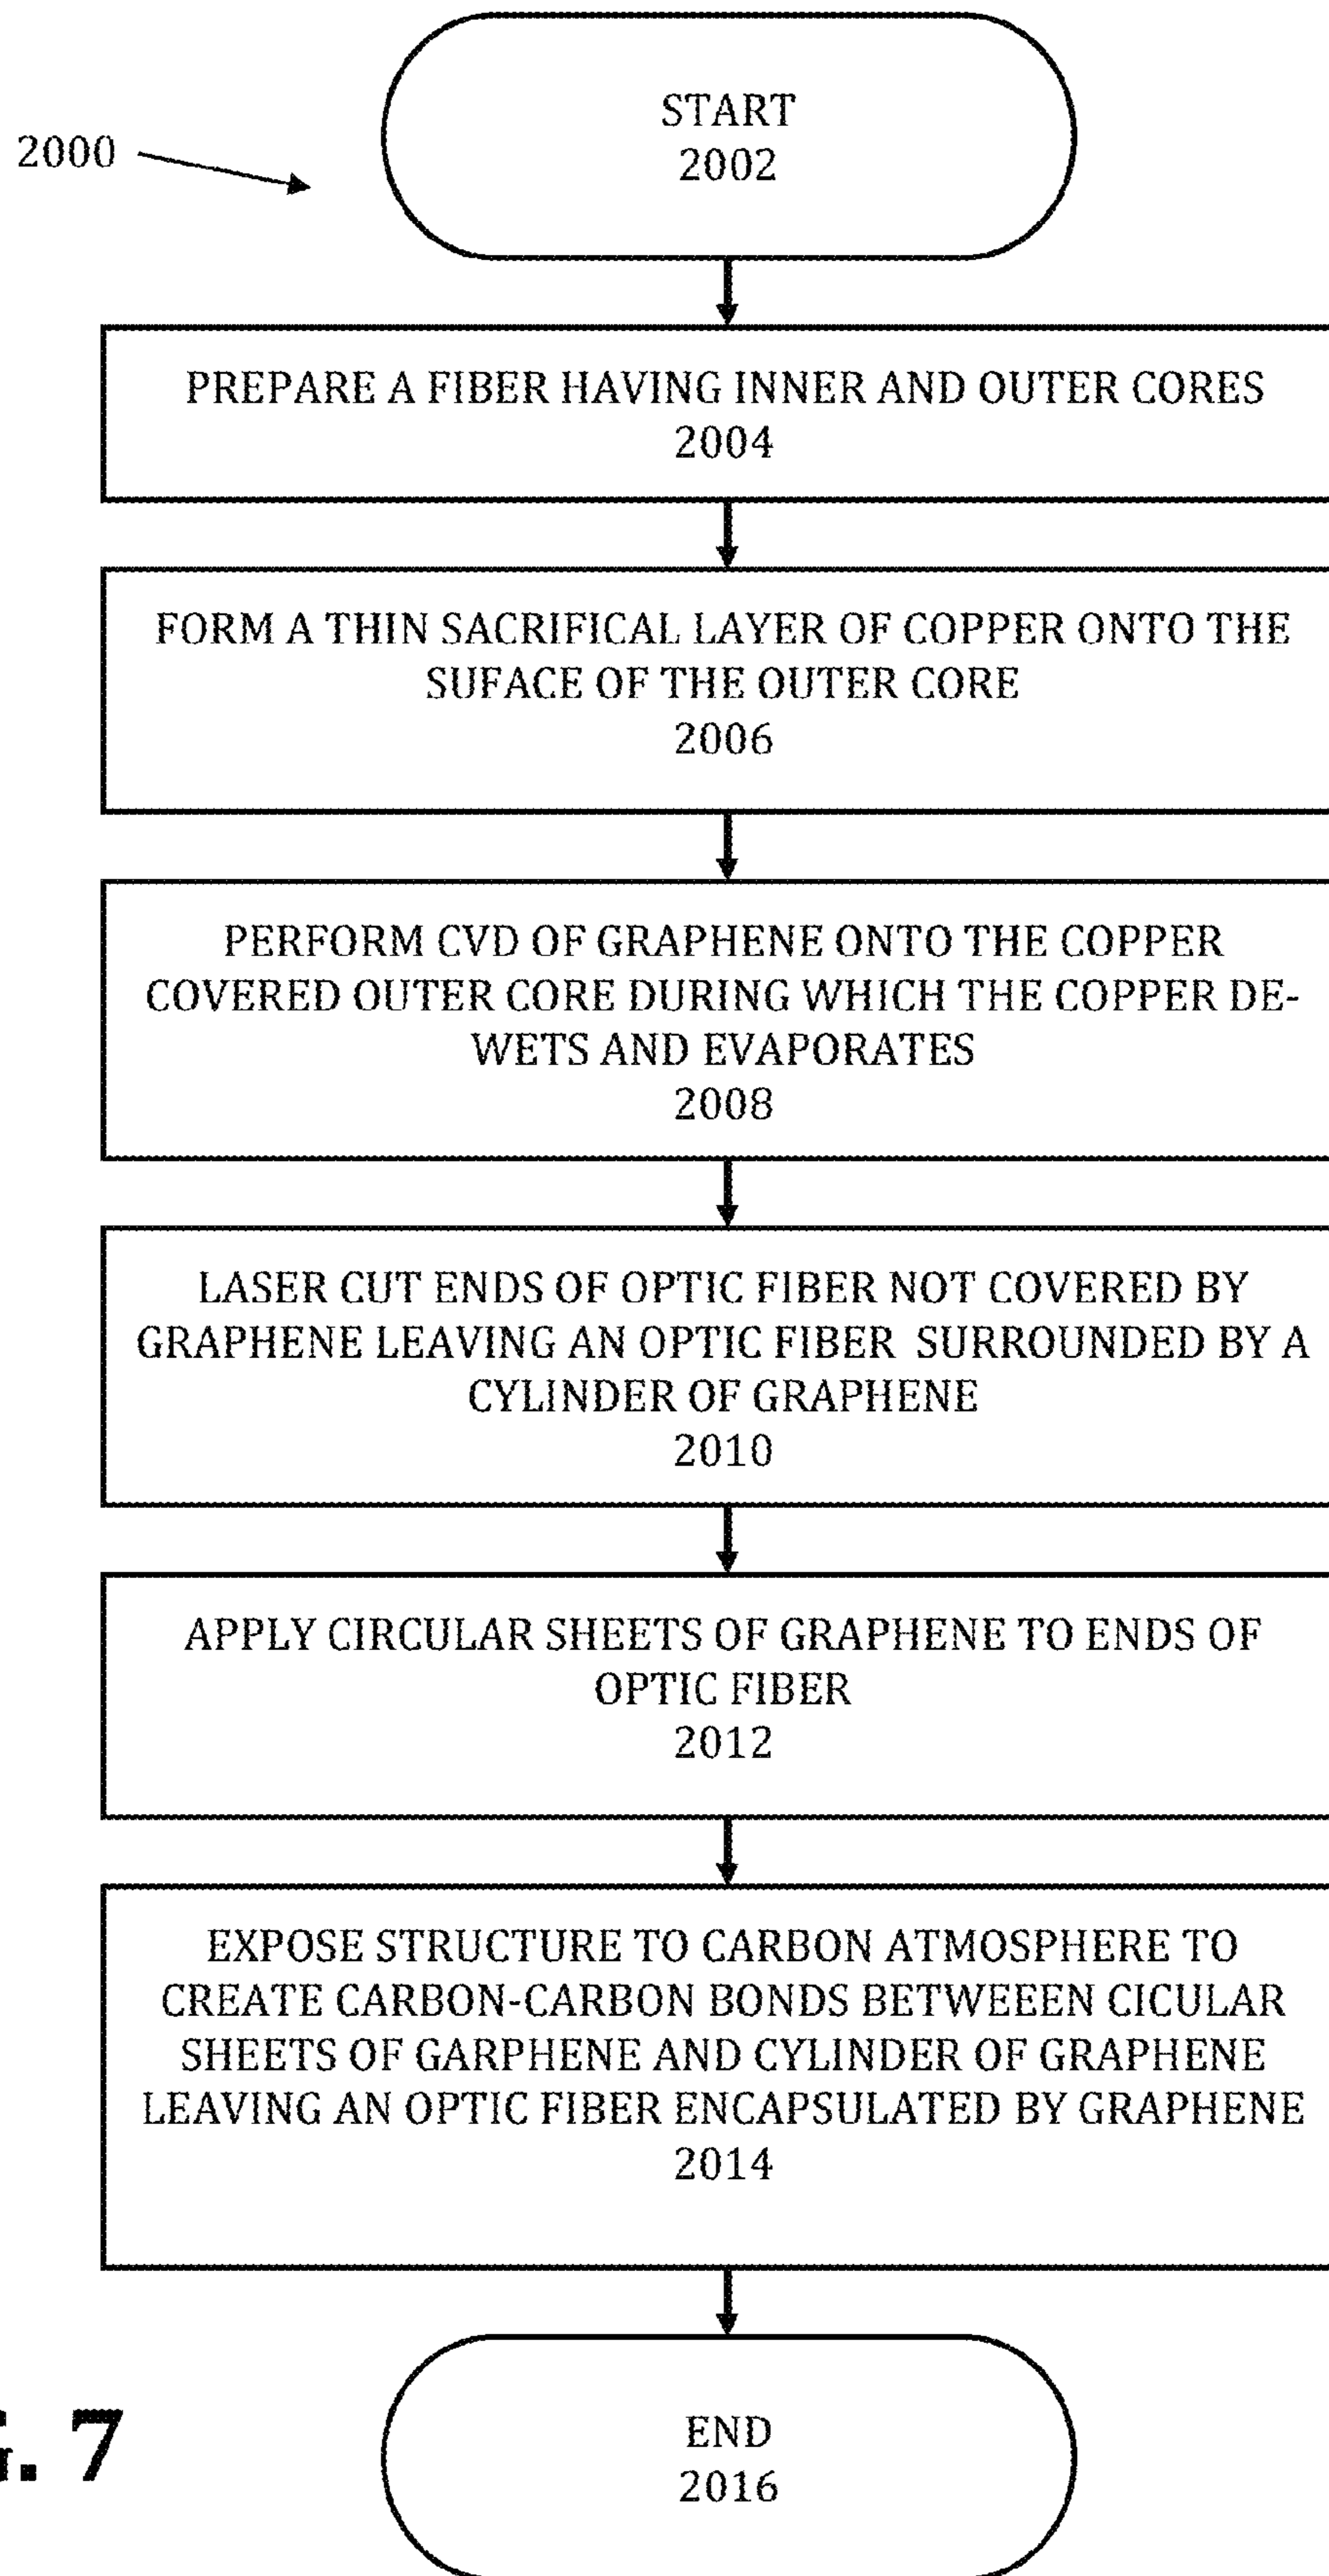 START
2002
2000
PREPARE A FIBER HAVING INNER AND OUTER CORES
2004
FORM A THIN SACRIFICAL LAYER OF COPPER ONTO THE
SUFACE OF THE OUTER CORE
2006
PERFORM CVD OF GRAPHENE ONTO THE COPPER
COVERED OUTER CORE DURING WHICH THE COPPER DE-
WETS AND EVAPORATES
2008
LASER CUT ENDS OF OPTIC FIBER NOT COVERED BY
GRAPHENE LEAVING AN OPTIC FIBER SURROUNDED BY A
CYLINDER OF GRAPHENE
2010
APPLY CIRCULAR SHEETS OF GRAPHENE TO ENDS OF
OPTIC FIBER
2012
EXPOSE STRUCTURE TO CARBON ATMOSPHERE TO
CREATE CARBON-CARBON BONDS BETWEEEN CICULAR
SHEETS OF GARPHENE AND CYLINDER OF GRAPHENE
LEAVING AN OPTIC FIBER ENCAPSULATED BY GRAPHENE
2014
END
2016
G. 7